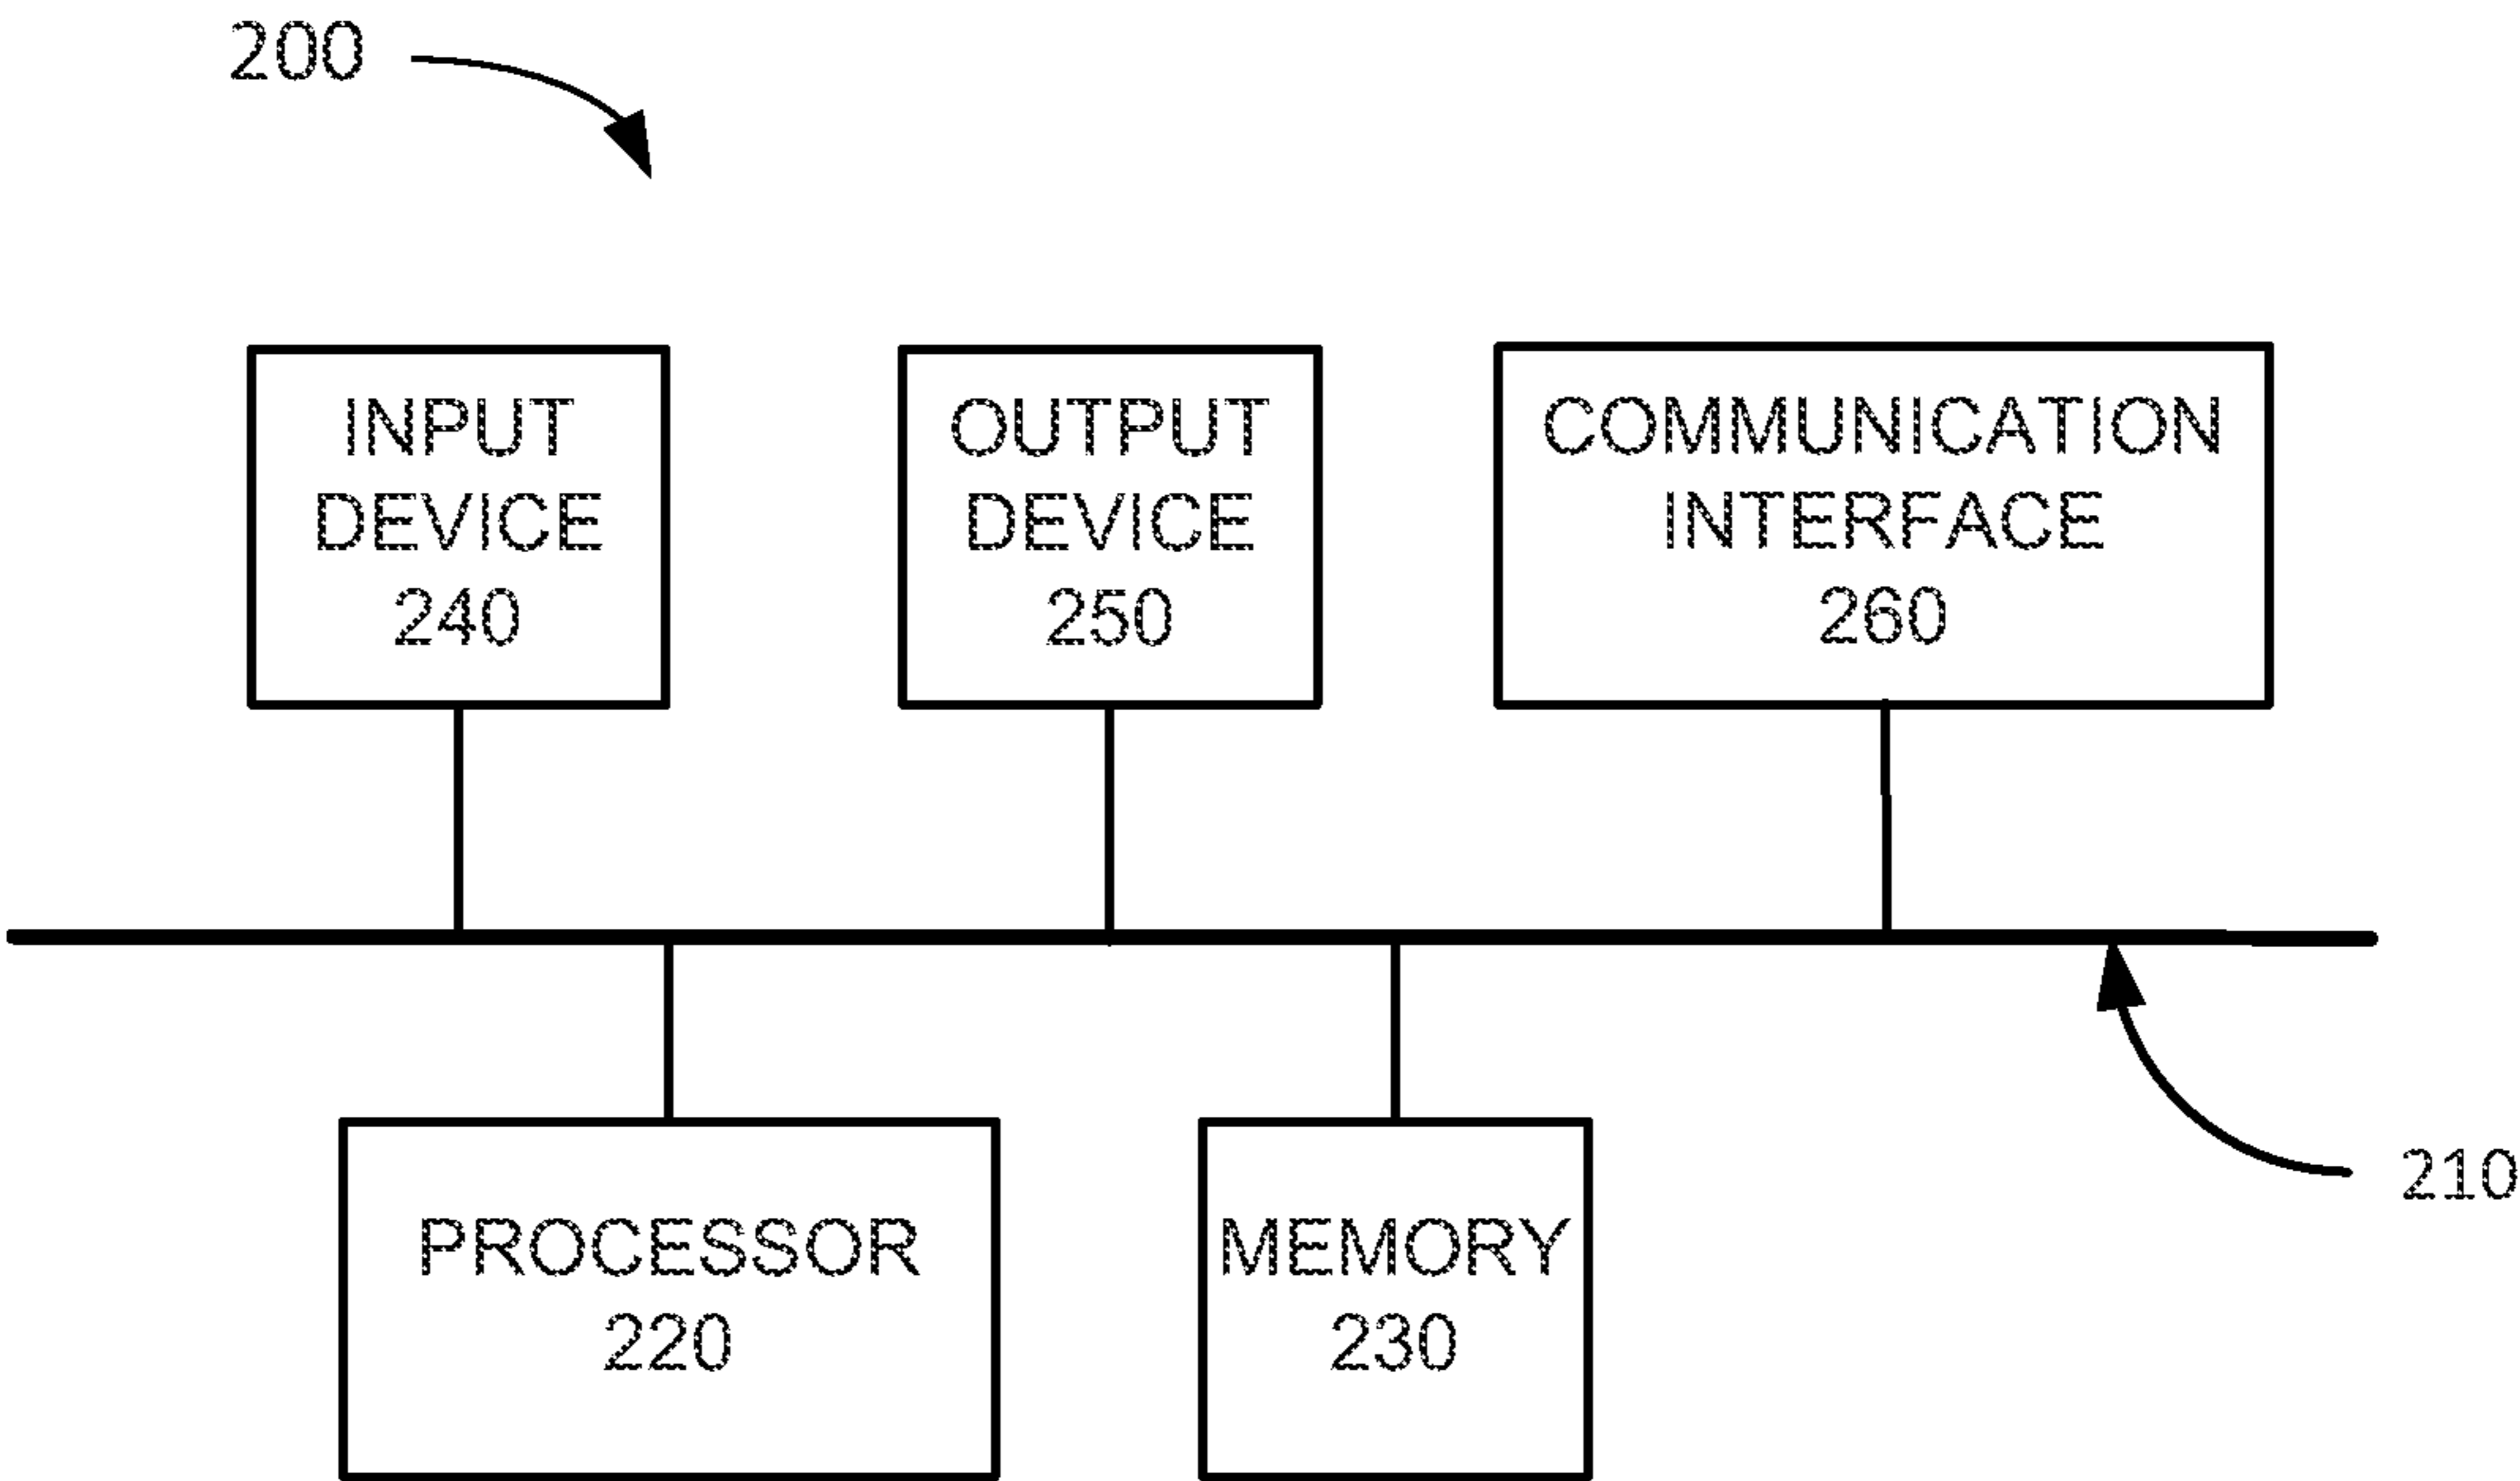 200
INPUT
DEVICE
240
OUTPUT
DEVICE
250
COMMUNICATION
INTERFACE
260
PROCESSOR
220
MEMORY
230
210